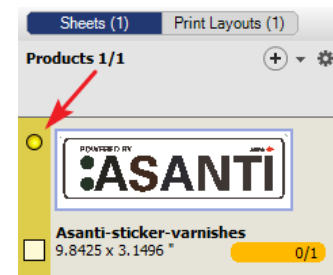 Sheets (1) Print Layouts (1)
Products 1/1
POWERED BY
:ASANTI
Asanti-sticker-varnishes
9.8425 x 3.1496 "
0/1